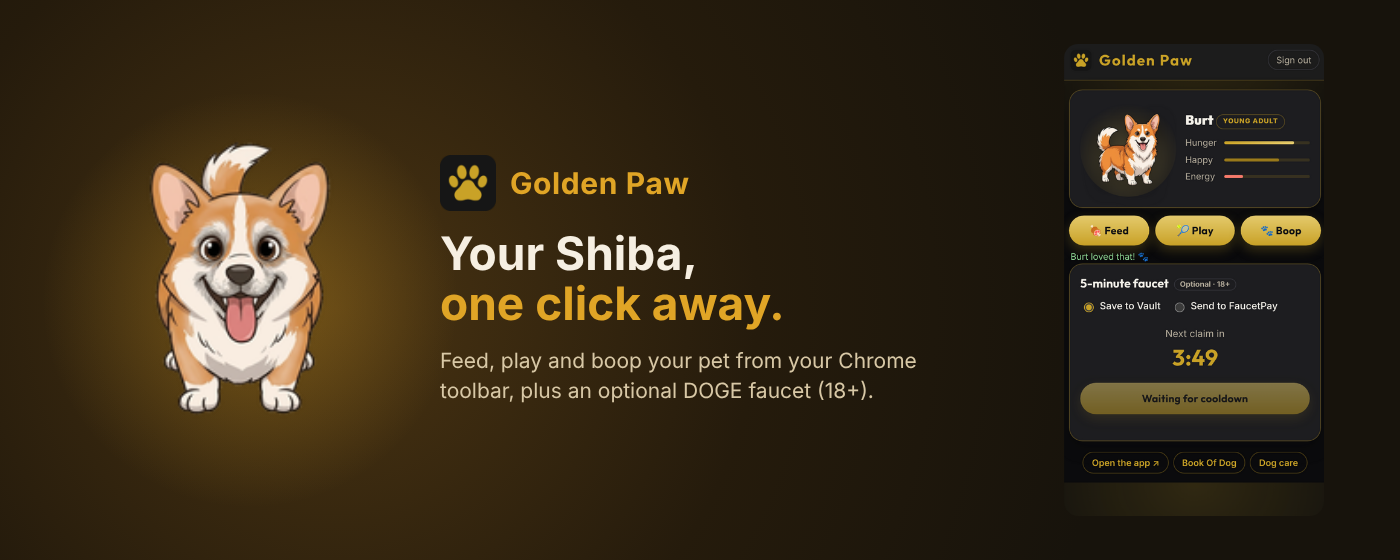 Golden Paw
Your Shiba,
one click away.
Feed, play and boop your pet from your Chrome
toolbar, plus an optional DOGE faucet (18+).
Golden Paw
Sign out
Burt YOUNG ADULT
Hunger
Happy
Energy
Feed
Play
Boop
Burt loved that!
5-minute faucet Optional · 18+
Save to Vault Send to FaucetPay
Next claim in
3:49
Waiting for cooldown
Open the app ↗ Book Of Dog Dog care